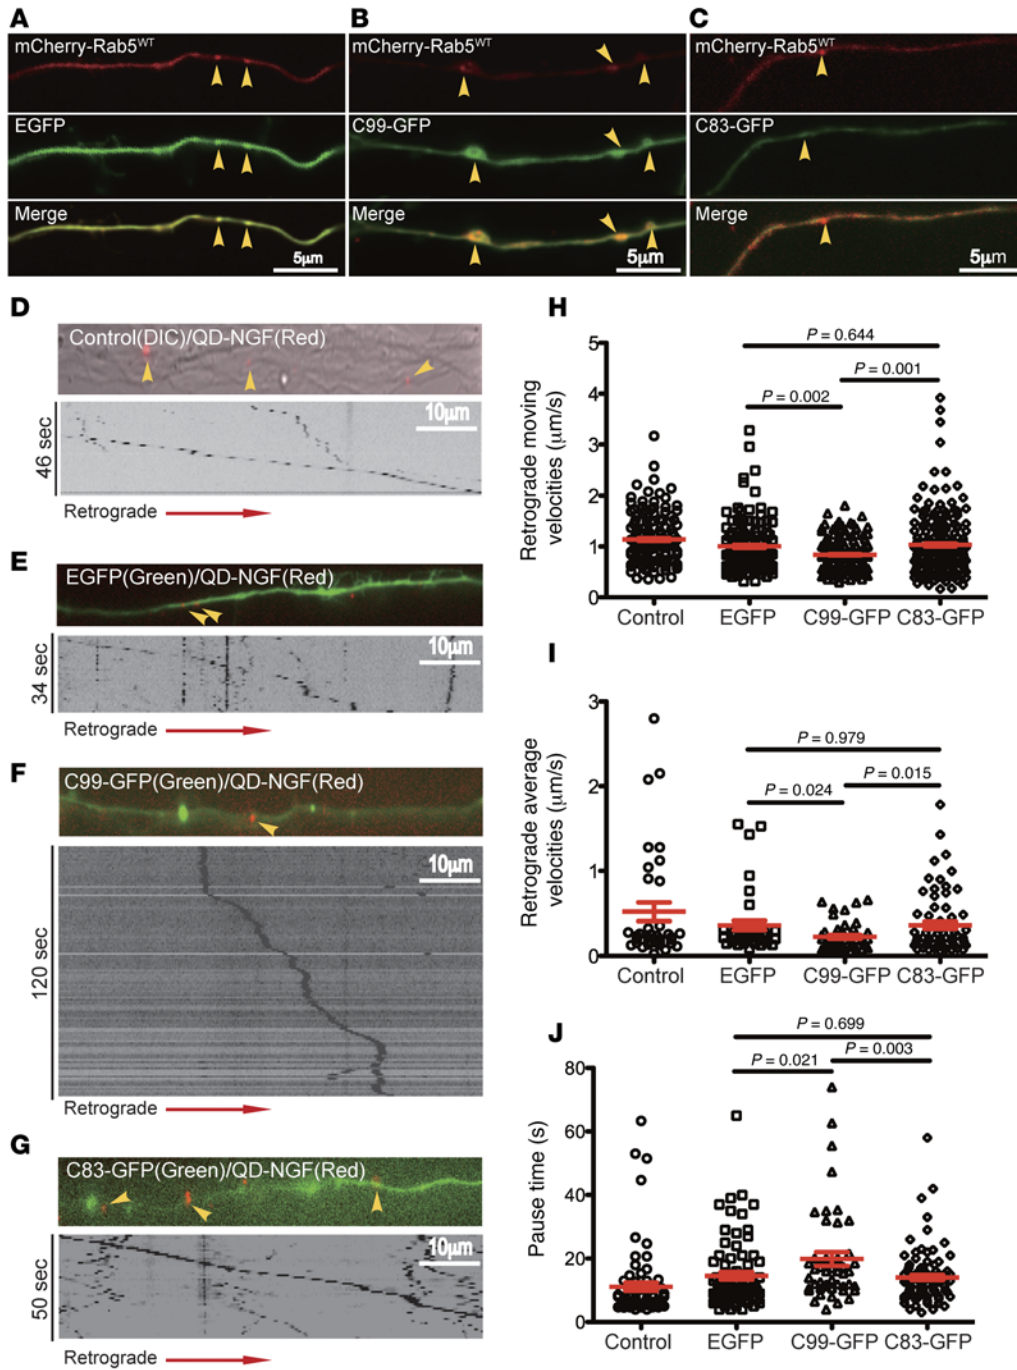 A
B
C
mCherry-Rab5WT
mCherry-Rab5WT
mCherry-Rab5WT
EGFP
C99-GFP
C83-GFP
Merge
Merge
Merge
5μm
5μm
5μm
D
Control(DIC)/QD-NGF(Red)
10μm
46 sec
Retrograde
E
EGFP(Green)/QD-NGF(Red)
10μm
34 sec
Retrograde
F
C99-GFP(Green)/QD-NGF(Red)
10μm
120 sec
Retrograde
G
C83-GFP(Green)/QD-NGF(Red)
10μm
50 sec
Retrograde
H
P = 0.644
P = 0.001
P = 0.002
Retrograde moving
velocities (μm/s)
5
4
3
2
1
0
Control EGFP C99-GFP C83-GFP
I
P = 0.979
P = 0.015
P = 0.024
Retrograde average
velocities (μm/s)
3
2
1
0
Control EGFP C99-GFP C83-GFP
J
P = 0.699
P = 0.003
P = 0.021
Pause time (s)
80
60
40
20
0
Control EGFP C99-GFP C83-GFP